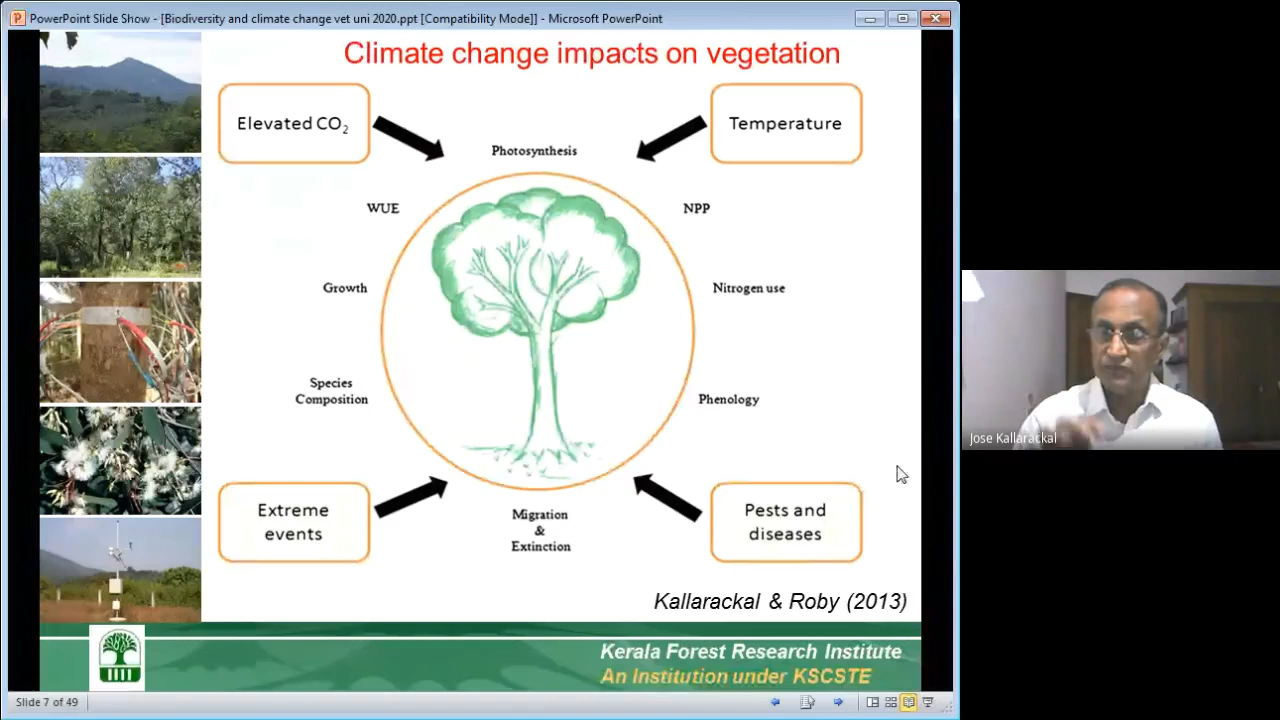 PowerPoint Slide Show - [Biodiversity and climate change vet uni 2020.ppt [Compatibility Mode]] - Microsoft PowerPoint
Climate change impacts on vegetation
Elevated CO₂
Temperature
Photosynthesis
WUE
NPP
Growth
Nitrogen use
Species
Composition
Phenology
Extreme
events
Migration
&
Extinction
Pests and
diseases
Kallarackal & Roby (2013)
Kerala Forest Research Institute
An Institution under KSCSTE
Slide 7 of 49
Jose Kallarackal